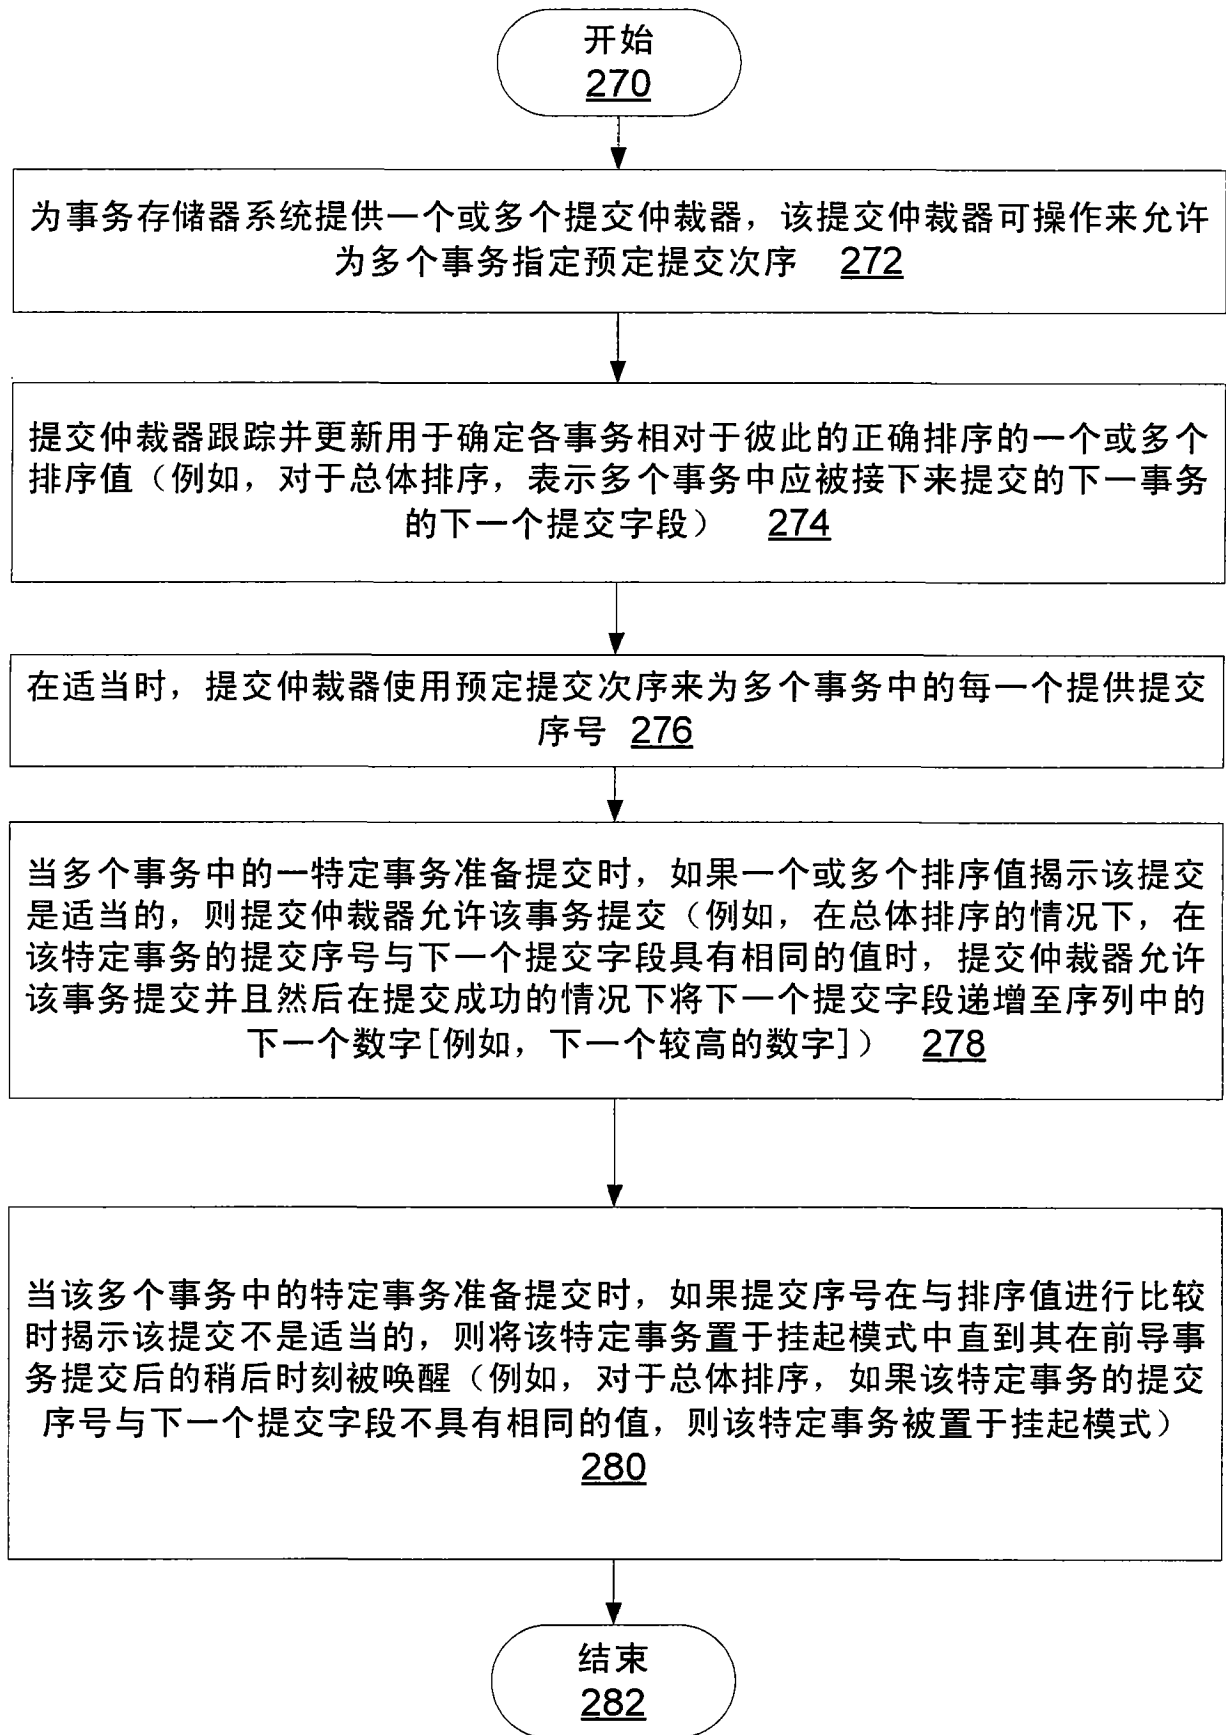 开始
270
为事务存储器系统提供一个或多个提交仲裁器，该提交仲裁器可操作来允许
为多个事务指定预定提交次序 272
提交仲裁器跟踪并更新用于确定各事务相对于彼此的正确排序的一个或多个
排序值（例如，对于总体排序，表示多个事务中应被接下来提交的下一事务
的下一个提交字段） 274
在适当时，提交仲裁器使用预定提交次序来为多个事务中的每一个提供提交
序号 276
当多个事务中的一特定事务准备提交时，如果一个或多个排序值揭示该提交
是适当的，则提交仲裁器允许该事务提交（例如，在总体排序的情况下，在
该特定事务的提交序号与下一个提交字段具有相同的值时，提交仲裁器允许
该事务提交并且然后在提交成功的情况下将下一个提交字段递增至序列中的
下一个数字[例如，下一个较高的数字]） 278
当该多个事务中的特定事务准备提交时，如果提交序号在与排序值进行比较
时揭示该提交不是适当的，则将该特定事务置于挂起模式中直到其在前导事
务提交后的稍后时刻被唤醒（例如，对于总体排序，如果该特定事务的提交
序号与下一个提交字段不具有相同的值，则该特定事务被置于挂起模式）
280
结束
282